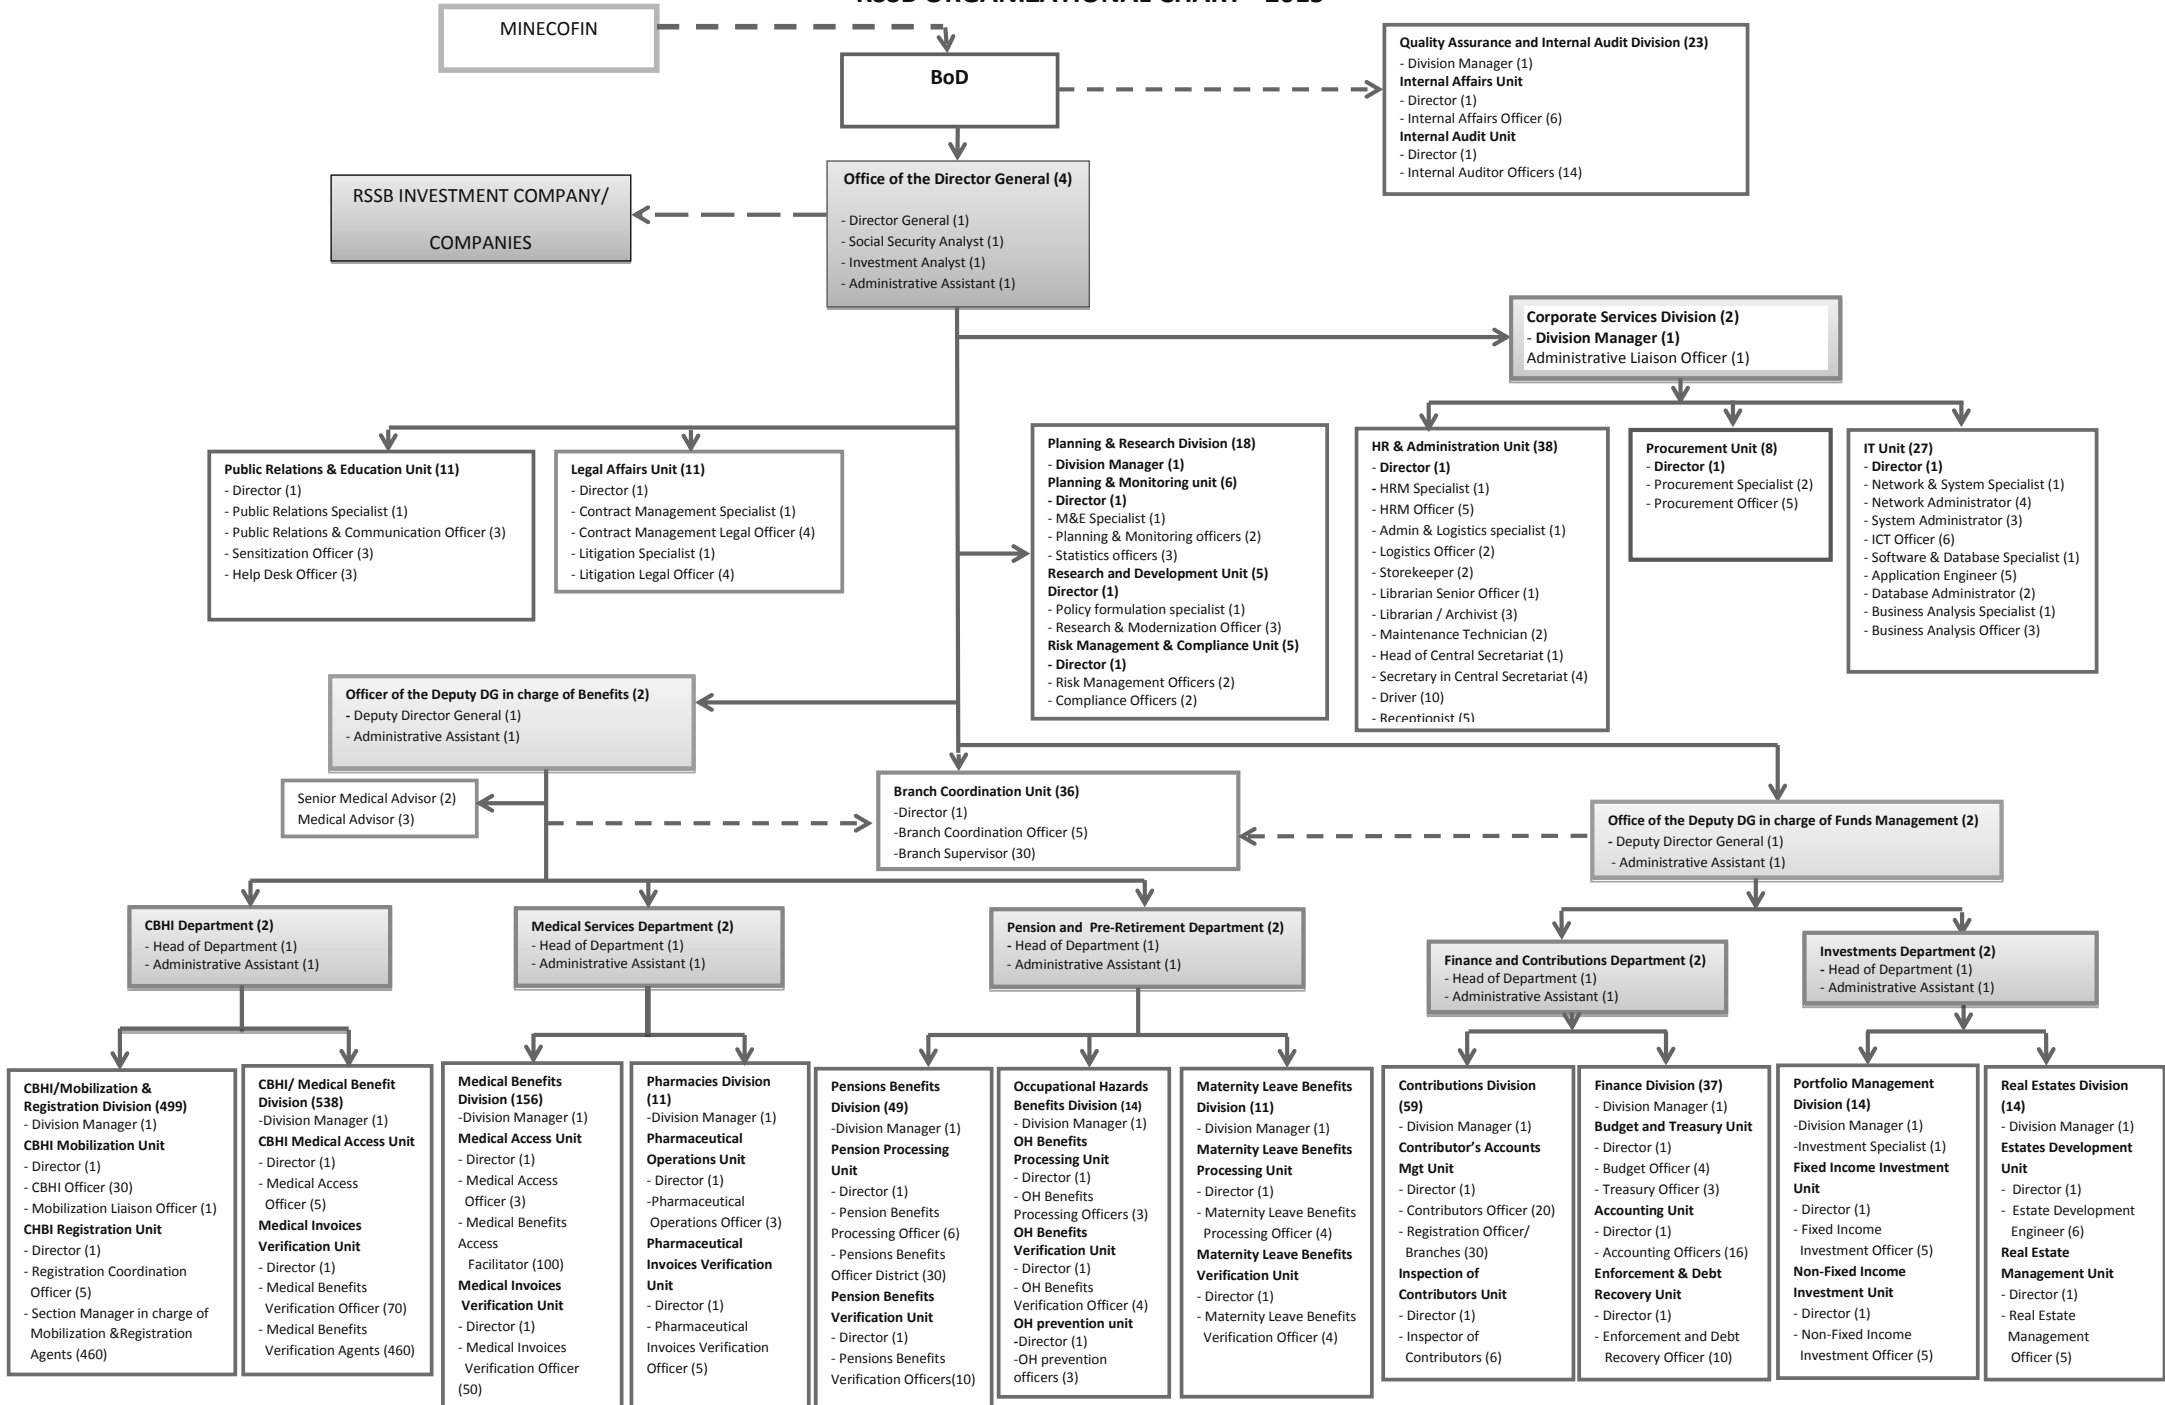 RSSB ORGANIZATIONAL CHART - 2015
MINECOFIN
BoD
Quality Assurance and Internal Audit Division (23)
- Division Manager (1)
Internal Affairs Unit
- Director (1)
- Internal Affairs Officer (6)
Internal Audit Unit
- Director (1)
- Internal Auditor Officers (14)
Office of the Director General (4)
- Director General (1)
- Social Security Analyst (1)
- Investment Analyst (1)
- Administrative Assistant (1)
RSSB INVESTMENT COMPANY/
COMPANIES
Corporate Services Division (2)
- Division Manager (1)
Administrative Liaison Officer (1)
Public Relations & Education Unit (11)
- Director (1)
- Public Relations Specialist (1)
- Public Relations & Communication Officer (3)
- Sensitization Officer (3)
- Help Desk Officer (3)
Legal Affairs Unit (11)
- Director (1)
- Contract Management Specialist (1)
- Contract Management Legal Officer (4)
- Litigation Specialist (1)
- Litigation Legal Officer (4)
Planning & Research Division (18)
- Division Manager (1)
Planning & Monitoring unit (6)
- Director (1)
- M&E Specialist (1)
- Planning & Monitoring officers (2)
- Statistics officers (3)
Research and Development Unit (5)
Director (1)
- Policy formulation specialist (1)
- Research & Modernization Officer (3)
Risk Management & Compliance Unit (5)
- Director (1)
- Risk Management Officers (2)
- Compliance Officers (2)
HR & Administration Unit (38)
- Director (1)
- HRM Specialist (1)
- HRM Officer (5)
- Admin & Logistics specialist (1)
- Logistics Officer (2)
- Storekeeper (2)
- Librarian Senior Officer (1)
- Librarian / Archivist (3)
- Maintenance Technician (2)
- Head of Central Secretariat (1)
- Secretary in Central Secretariat (4)
- Driver (10)
- Receptionist (5)
Procurement Unit (8)
- Director (1)
- Procurement Specialist (2)
- Procurement Officer (5)
IT Unit (27)
- Director (1)
- Network & System Specialist (1)
- Network Administrator (4)
- System Administrator (3)
- ICT Officer (6)
- Software & Database Specialist (1)
- Application Engineer (5)
- Database Administrator (2)
- Business Analysis Specialist (1)
- Business Analysis Officer (3)
Officer of the Deputy DG in charge of Benefits (2)
- Deputy Director General (1)
- Administrative Assistant (1)
Senior Medical Advisor (2)
Medical Advisor (3)
Branch Coordination Unit (36)
-Director (1)
-Branch Coordination Officer (5)
-Branch Supervisor (30)
Office of the Deputy DG in charge of Funds Management (2)
- Deputy Director General (1)
- Administrative Assistant (1)
CBHI Department (2)
- Head of Department (1)
- Administrative Assistant (1)
Medical Services Department (2)
- Head of Department (1)
- Administrative Assistant (1)
Pension and Pre-Retirement Department (2)
- Head of Department (1)
- Administrative Assistant (1)
Finance and Contributions Department (2)
- Head of Department (1)
- Administrative Assistant (1)
Investments Department (2)
- Head of Department (1)
- Administrative Assistant (1)
CBHI/Mobilization &
Registration Division (499)
- Division Manager (1)
CBHI Mobilization Unit
- Director (1)
- CBHI Officer (30)
- Mobilization Liaison Officer (1)
CHBI Registration Unit
- Director (1)
- Registration Coordination
Officer (5)
- Section Manager in charge of
Mobilization &Registration
Agents (460)
CBHI/ Medical Benefit
Division (538)
-Division Manager (1)
CBHI Medical Access Unit
- Director (1)
- Medical Access
Officer (5)
Medical Invoices
Verification Unit
- Director (1)
- Medical Benefits
Verification Officer (70)
- Medical Benefits
Verification Agents (460)
Medical Benefits
Division (156)
-Division Manager (1)
Medical Access Unit
- Director (1)
- Medical Access
Officer (3)
- Medical Benefits
Access
Facilitator (100)
Medical Invoices
Verification Unit
- Director (1)
- Medical Invoices
Verification Officer
(50)
Pharmacies Division
(11)
-Division Manager (1)
Pharmaceutical
Operations Unit
- Director (1)
-Pharmaceutical
Operations Officer (3)
Pharmaceutical
Invoices Verification
Unit
- Director (1)
- Pharmaceutical
Invoices Verification
Officer (5)
Pensions Benefits
Division (49)
-Division Manager (1)
Pension Processing
Unit
- Director (1)
- Pension Benefits
Processing Officer (6)
- Pensions Benefits
Officer District (30)
Pension Benefits
Verification Unit
- Director (1)
- Pensions Benefits
Verification Officers(10)
Occupational Hazards
Benefits Division (14)
- Division Manager (1)
OH Benefits
Processing Unit
- Director (1)
- OH Benefits
Processing Officers (3)
OH Benefits
Verification Unit
- Director (1)
- OH Benefits
Verification Officer (4)
OH prevention unit
-Director (1)
-OH prevention
officers (3)
Maternity Leave Benefits
Division (11)
- Division Manager (1)
Maternity Leave Benefits
Processing Unit
- Director (1)
- Maternity Leave Benefits
Processing Officer (4)
Maternity Leave Benefits
Verification Unit
- Director (1)
- Maternity Leave Benefits
Verification Officer (4)
Contributions Division
(59)
- Division Manager (1)
Contributor's Accounts
Mgt Unit
- Director (1)
- Contributors Officer (20)
- Registration Officer/
Branches (30)
Inspection of
Contributors Unit
- Director (1)
- Inspector of
Contributors (6)
Finance Division (37)
- Division Manager (1)
Budget and Treasury Unit
- Director (1)
- Budget Officer (4)
- Treasury Officer (3)
Accounting Unit
- Director (1)
- Accounting Officers (16)
Enforcement & Debt
Recovery Unit
- Director (1)
- Enforcement and Debt
Recovery Officer (10)
Portfolio Management
Division (14)
-Division Manager (1)
-Investment Specialist (1)
Fixed Income Investment
Unit
- Director (1)
- Fixed Income
Investment Officer (5)
Non-Fixed Income
Investment Unit
- Director (1)
- Non-Fixed Income
Investment Officer (5)
Real Estates Division
(14)
- Division Manager (1)
Estates Development
Unit
- Director (1)
- Estate Development
Engineer (6)
Real Estate
Management Unit
- Director (1)
- Real Estate
Management
Officer (5)